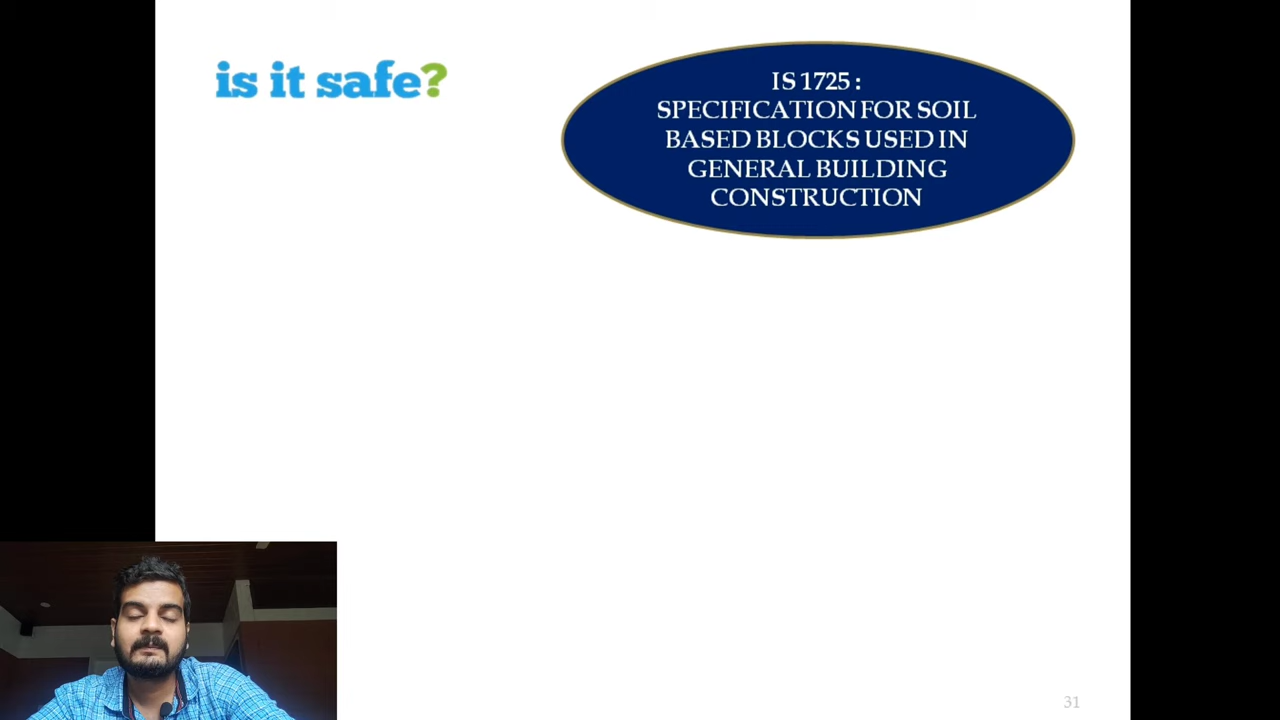 is it safe?
IS 1725 :
SPECIFICATION FOR SOIL
BASED BLOCKS USED IN
GENERAL BUILDING
CONSTRUCTION
31